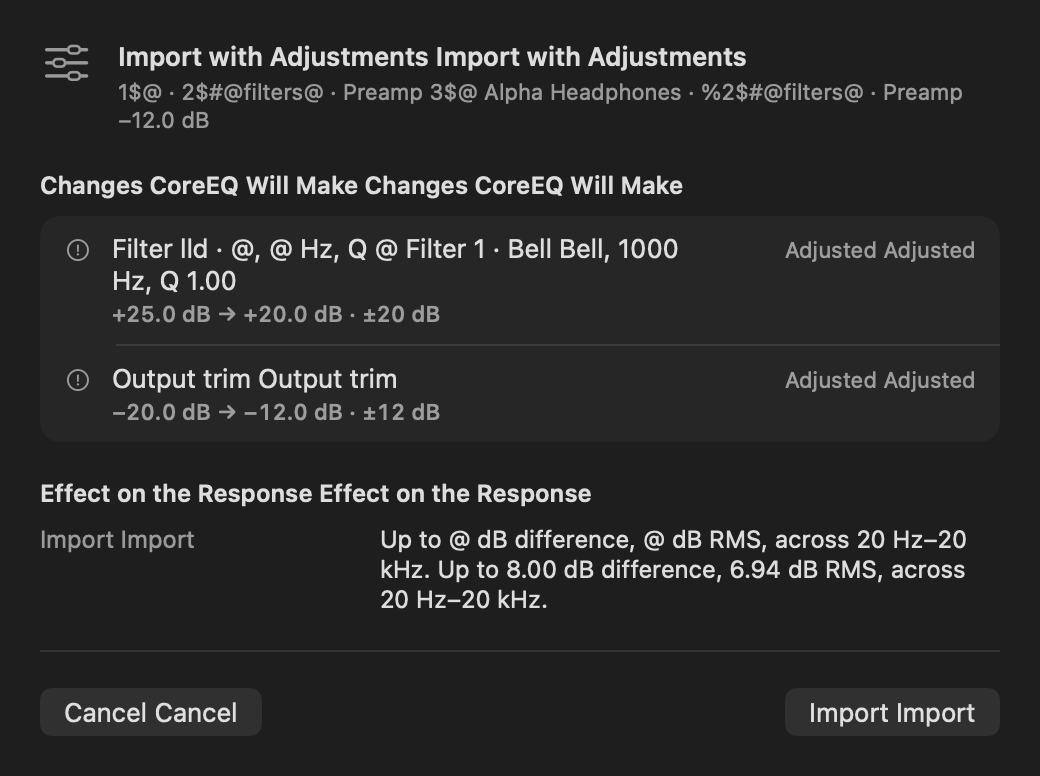 Import with Adjustments Import with Adjustments
1$@ · 2$#@filters@ · Preamp 3$@ Alpha Headphones · %2$#@filters@ · Preamp
−12.0 dB
Changes CoreEQ Will Make Changes CoreEQ Will Make
Filter lld · @, @ Hz, Q @ Filter 1 · Bell Bell, 1000
Hz, Q 1.00
Adjusted Adjusted
+25.0 dB → +20.0 dB · ±20 dB
Output trim Output trim
Adjusted Adjusted
−20.0 dB → −12.0 dB · ±12 dB
Effect on the Response Effect on the Response
Import Import
Up to @ dB difference, @ dB RMS, across 20 Hz–20
kHz. Up to 8.00 dB difference, 6.94 dB RMS, across
20 Hz–20 kHz.
Cancel Cancel
Import Import